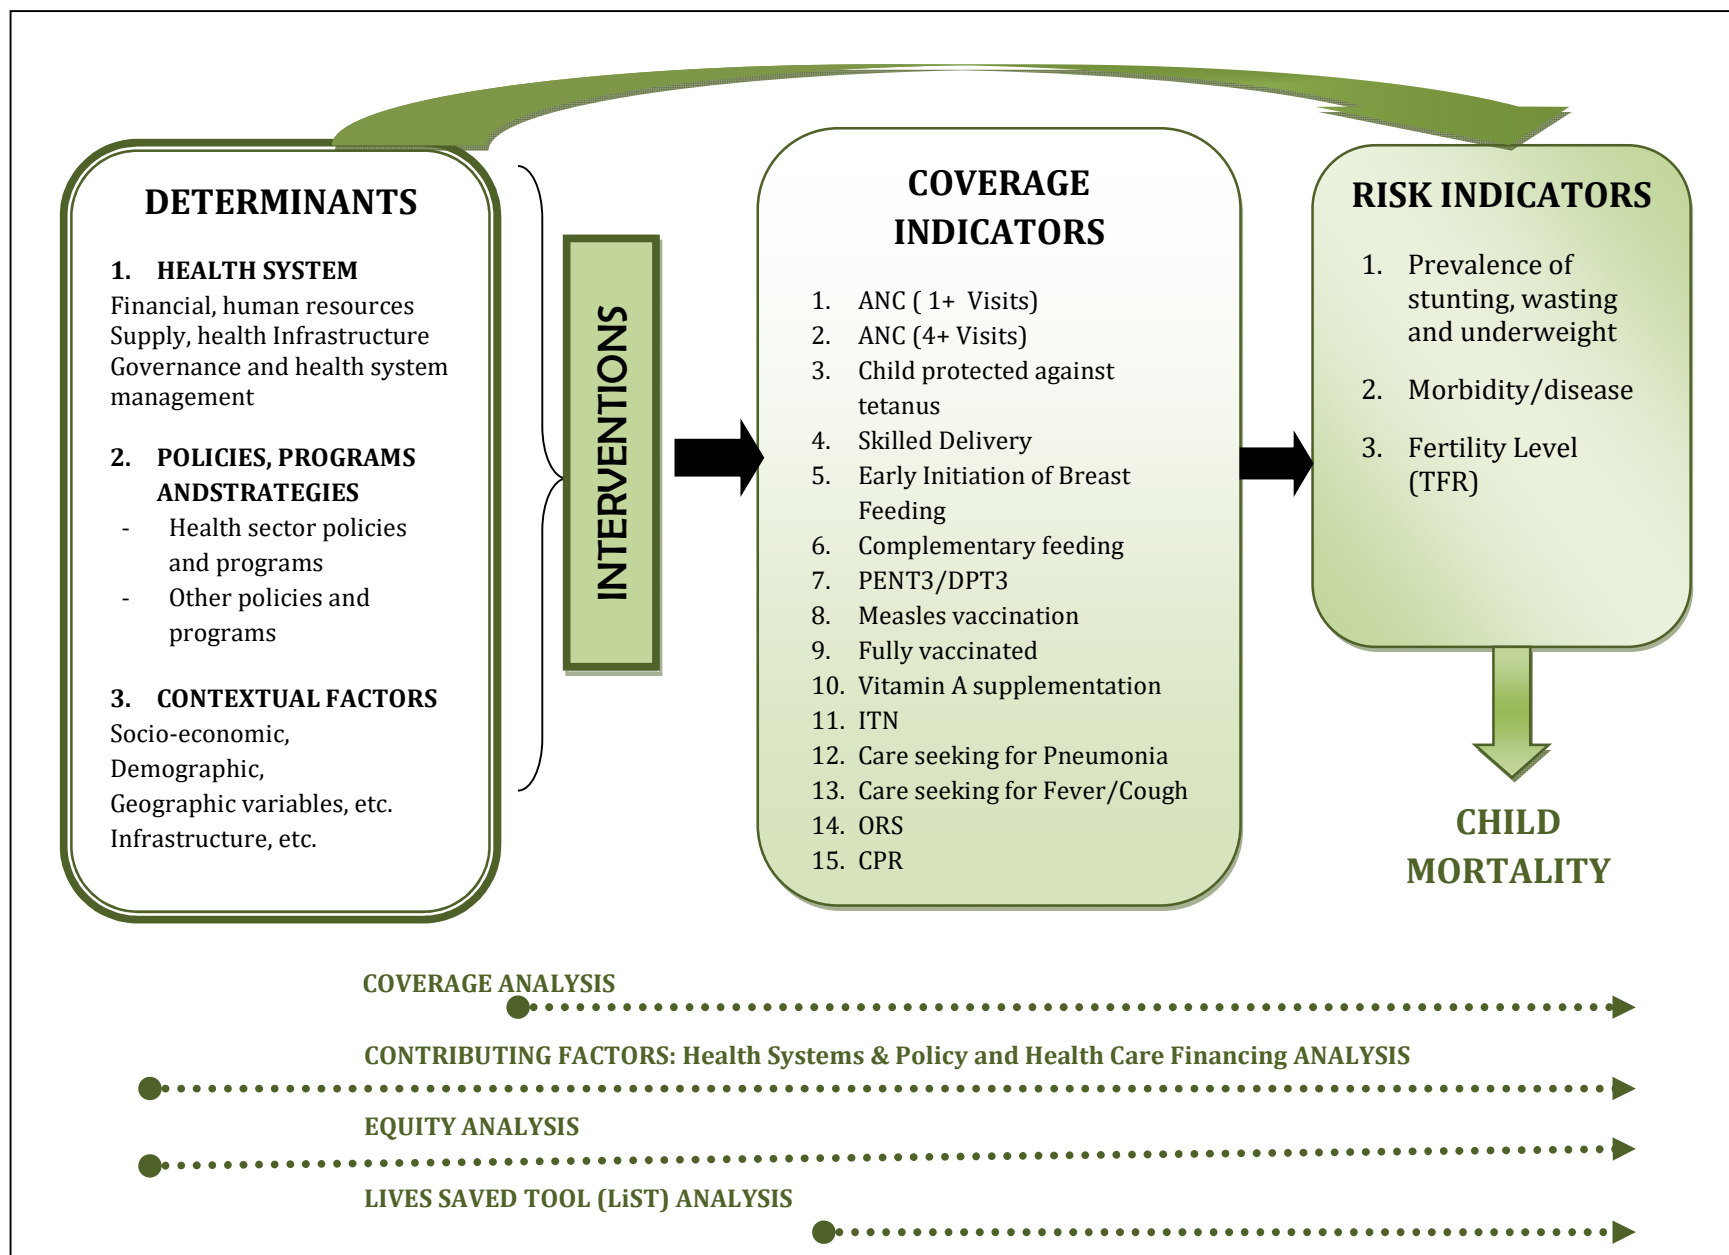 DETERMINANTS
1. HEALTH SYSTEM
Financial, human resources
Supply, health Infrastructure
Governance and health system
management
2. POLICIES, PROGRAMS
ANDSTRATEGIES
- Health sector policies
and programs
- Other policies and
programs
3. CONTEXTUAL FACTORS
Socio-economic,
Demographic,
Geographic variables, etc.
Infrastructure, etc.
INTERVENTIONS
COVERAGE
INDICATORS
1. ANC ( 1+ Visits)
2. ANC (4+ Visits)
3. Child protected against
tetanus
4. Skilled Delivery
5. Early Initiation of Breast
Feeding
6. Complementary feeding
7. PENT3/DPT3
8. Measles vaccination
9. Fully vaccinated
10. Vitamin A supplementation
11. ITN
12. Care seeking for Pneumonia
13. Care seeking for Fever/Cough
14. ORS
15. CPR
RISK INDICATORS
1. Prevalence of
stunting, wasting
and underweight
2. Morbidity/disease
3. Fertility Level
(TFR)
CHILD
MORTALITY
COVERAGE ANALYSIS
CONTRIBUTING FACTORS: Health Systems & Policy and Health Care Financing ANALYSIS
EQUITY ANALYSIS
LIVES SAVED TOOL (LiST) ANALYSIS